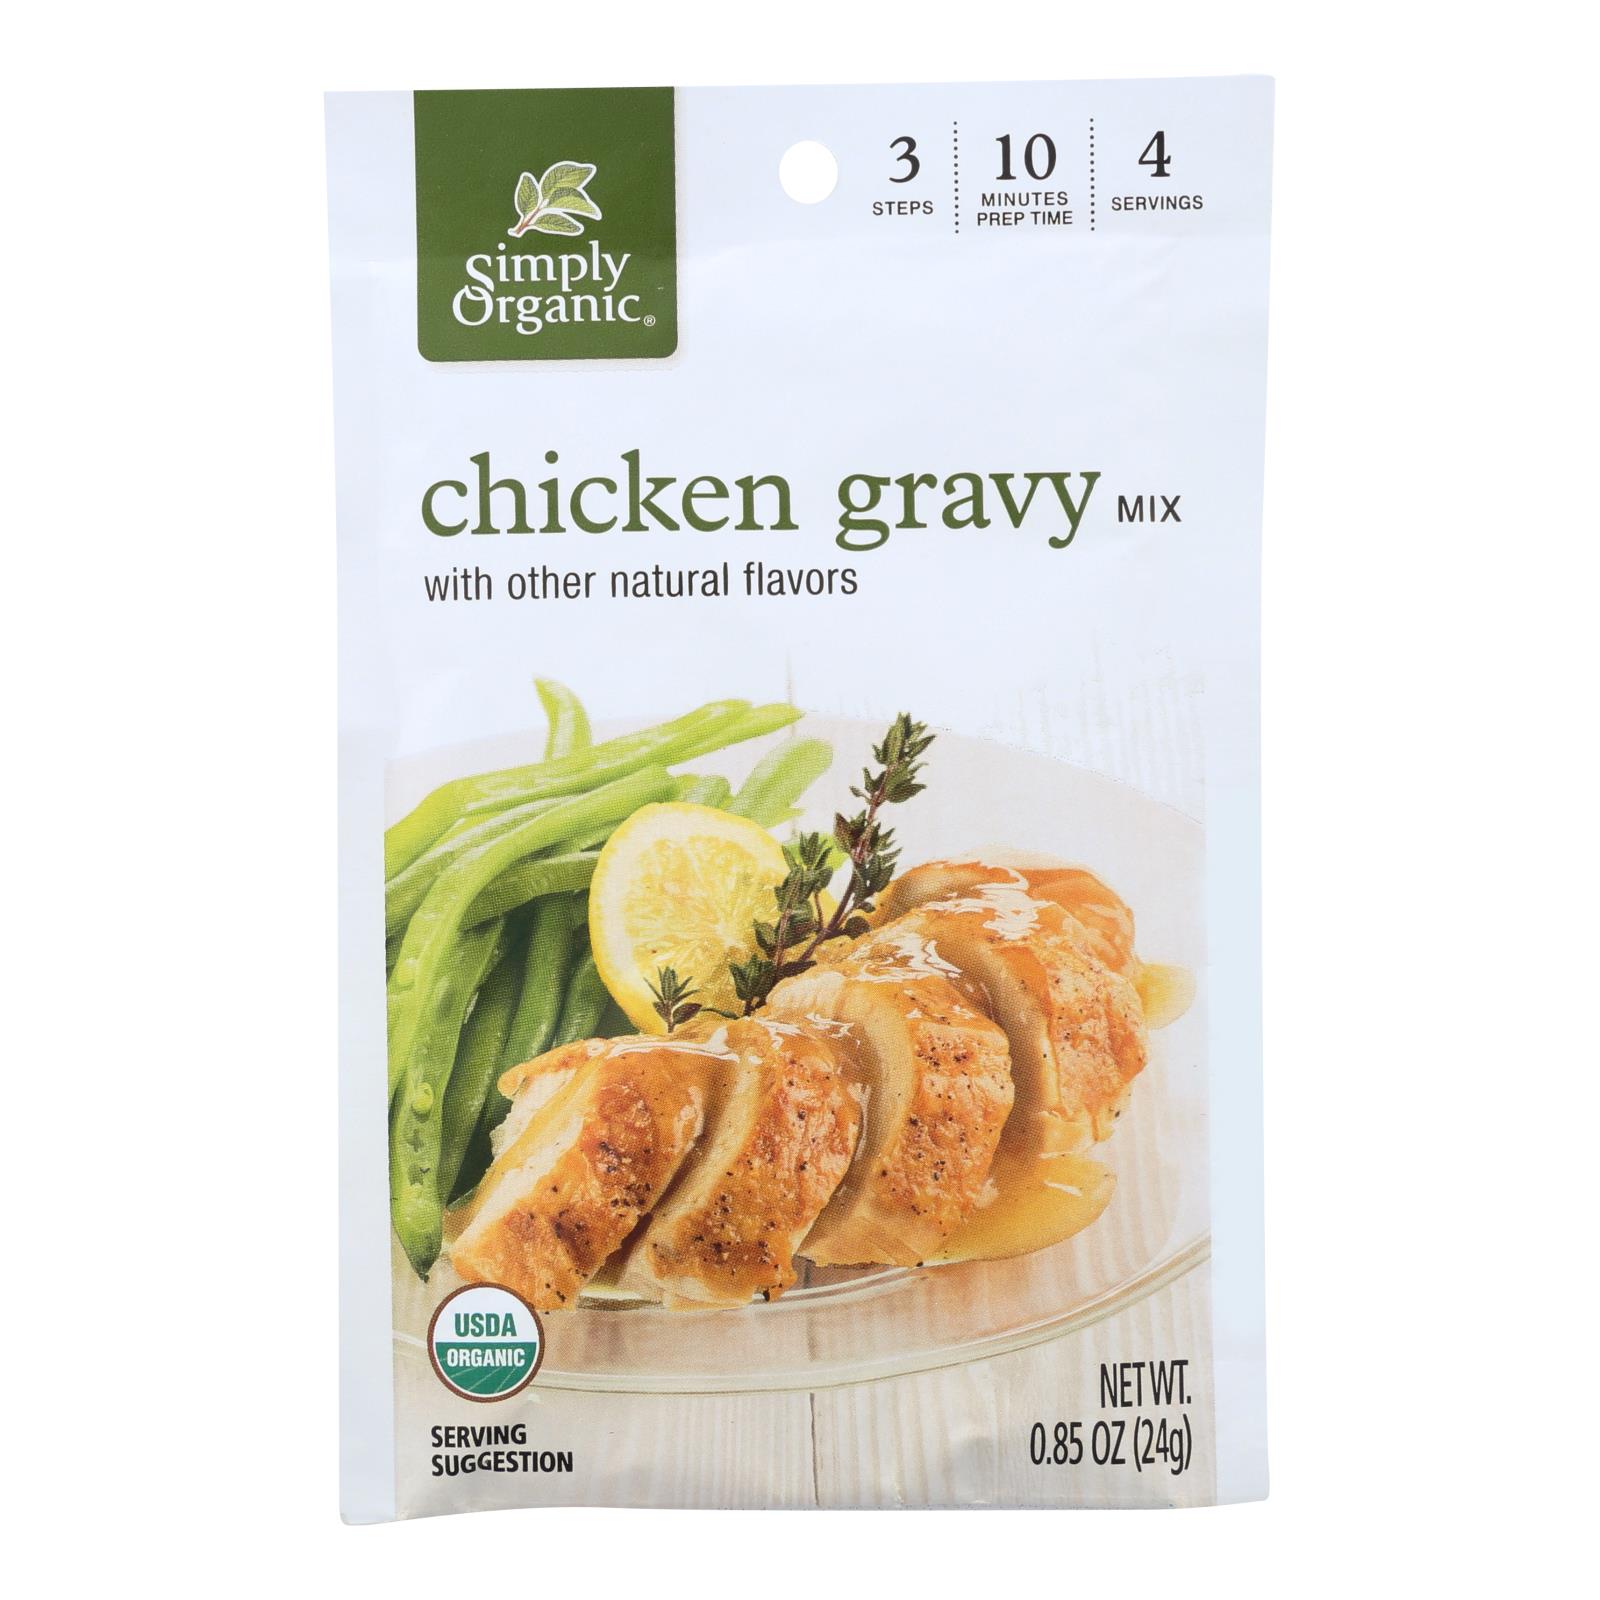 Simply
Organic®
3
STEPS
10
MINUTES
PREP TIME
4
SERVINGS
chicken gravy MIX
with other natural flavors
USDA
ORGANIC
SERVING
SUGGESTION
NET WT.
0.85 OZ (24g)